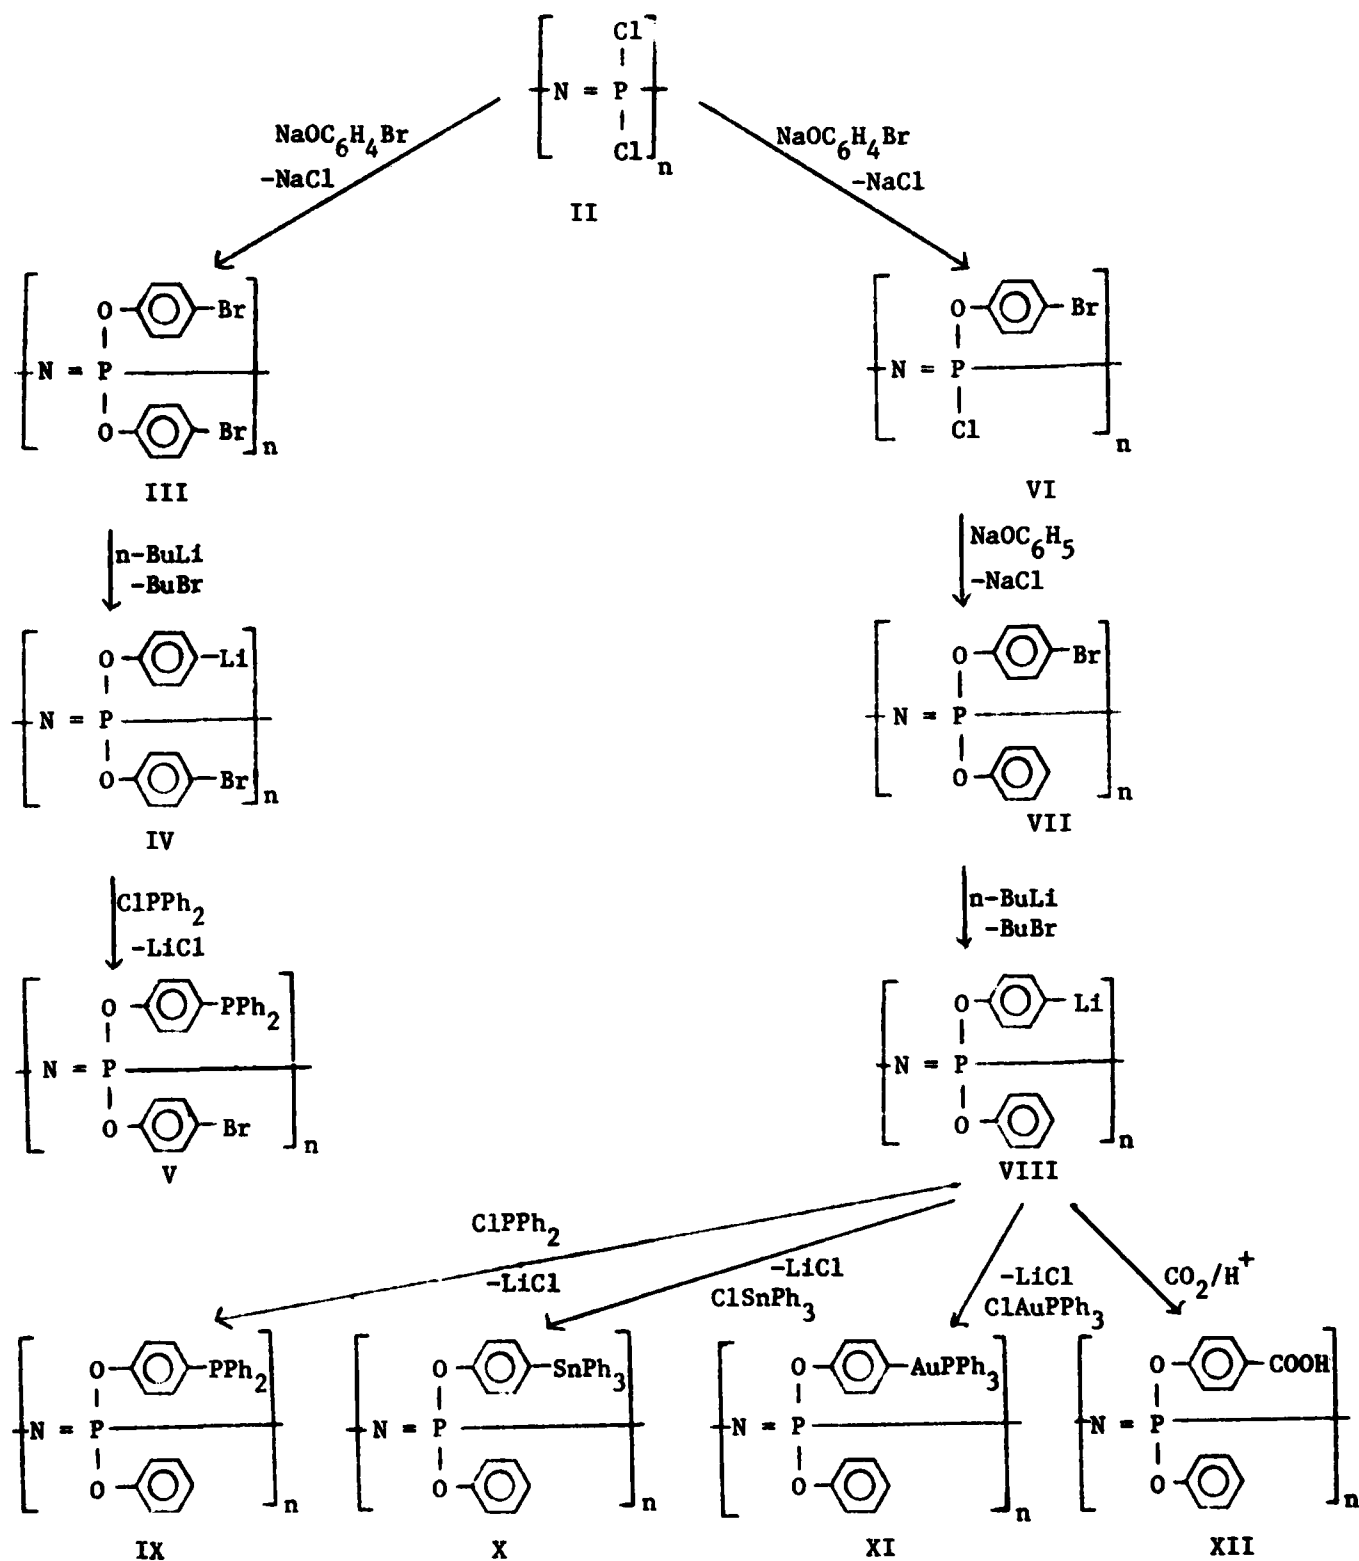 Cl
N = P
Cl
n
II
NaOC6H4Br
-NaCl
NaOC6H4Br
-NaCl
O Br
N = P
O Br
n
III
O Br
N = P
Cl
n
VI
n-BuLi
-BuBr
NaOC6H5
-NaCl
O Li
N = P
O Br
n
IV
O Br
N = P
O
n
VII
ClPPh2
-LiCl
n-BuLi
-BuBr
O PPh2
N = P
O Br
n
V
O Li
N = P
O
n
VIII
ClPPh2
-LiCl
-LiCl
ClSnPh3
-LiCl
ClAuPPh3
CO2/H+
O PPh2
N = P
O
n
IX
O SnPh3
N = P
O
n
X
O AuPPh3
N = P
O
n
XI
O COOH
N = P
O
n
XII